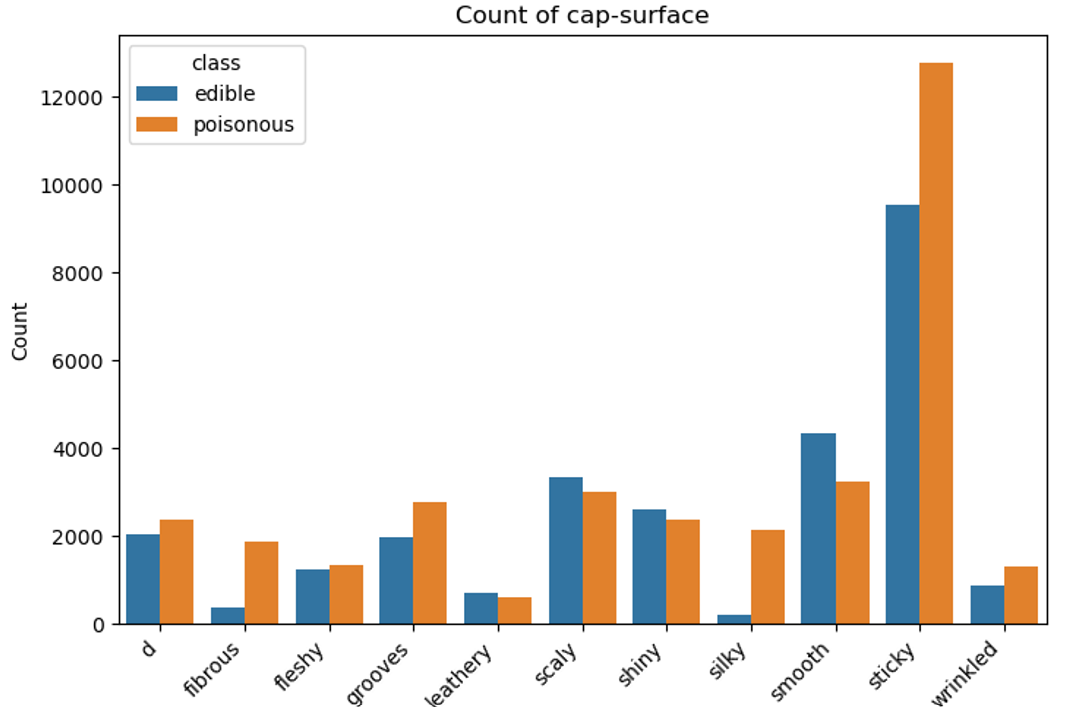 Count of cap-surface
class
edible
poisonous
12000
10000
8000
6000
4000
2000
0
Count
d
fibrous
fleshy
grooves
leathery
scaly
shiny
silky
smooth
sticky
wrinkled